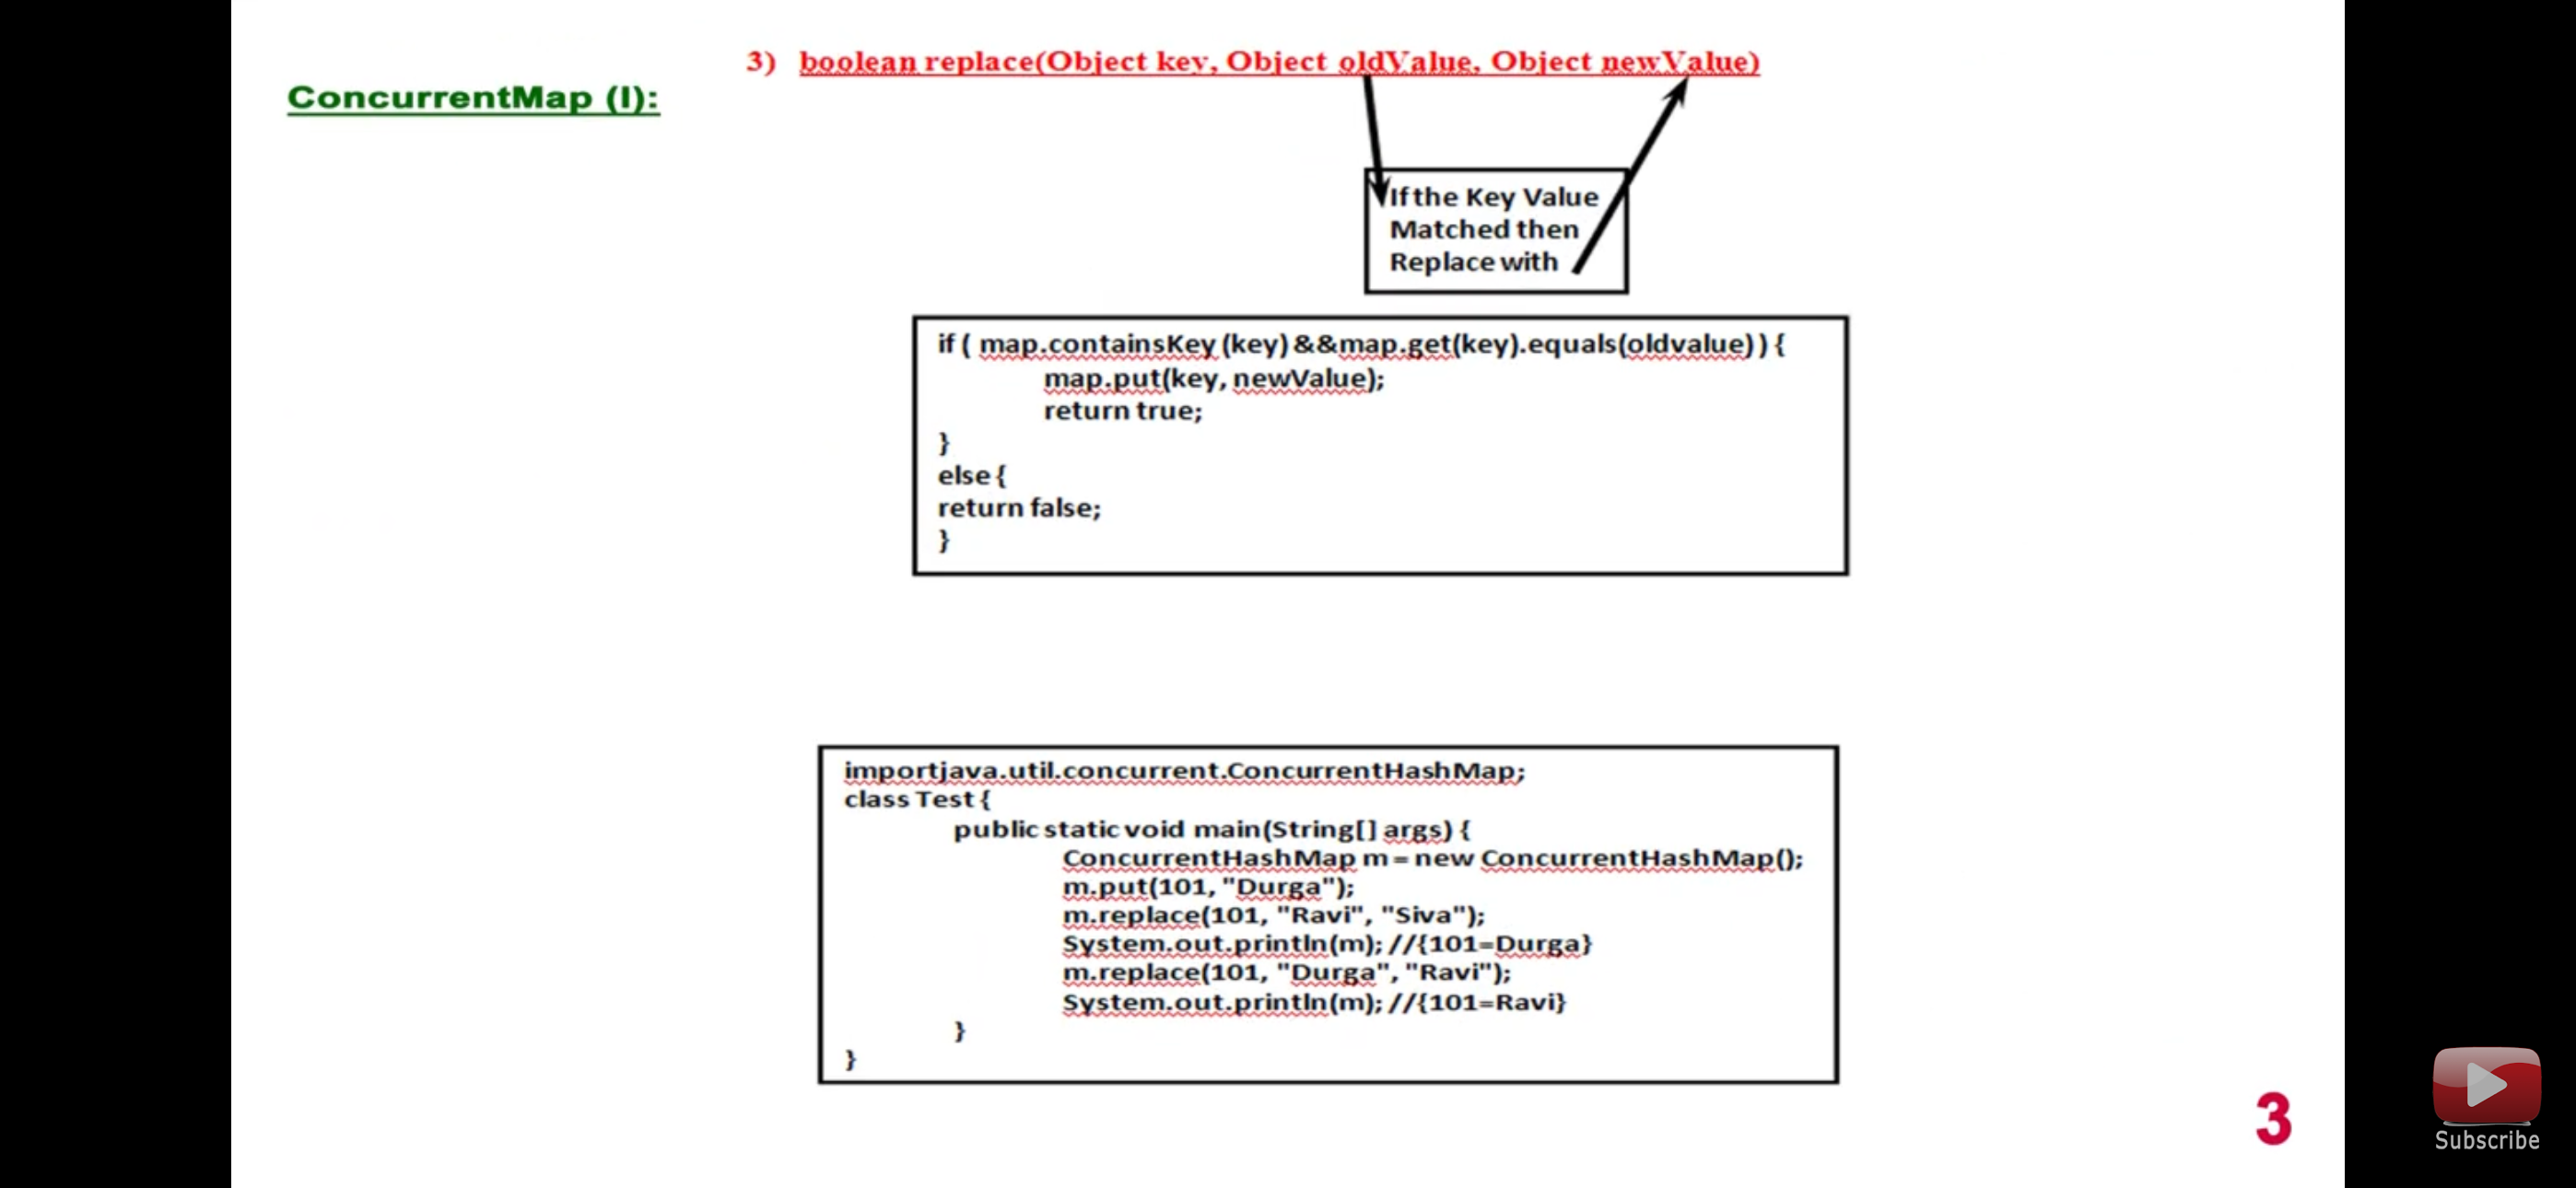 3) boolean replace(Object key, Object oldValue, Object newValue)
ConcurrentMap (I):
If the Key Value
Matched then
Replace with
if ( map.containsKey (key) &&map.get(key).equals(oldvalue) ) {
map.put(key, newValue);
return true;
}
else {
return false;
}
importjava.util.concurrent.ConcurrentHashMap;
class Test {
public static void main(String[] args) {
ConcurrentHashMap m = new ConcurrentHashMap();
m.put(101, "Durga");
m.replace(101, "Ravi", "Siva");
System.out.println(m); //{101=Durga}
m.replace(101, "Durga", "Ravi");
System.out.println(m); //{101=Ravi}
}
}
3
Subscribe